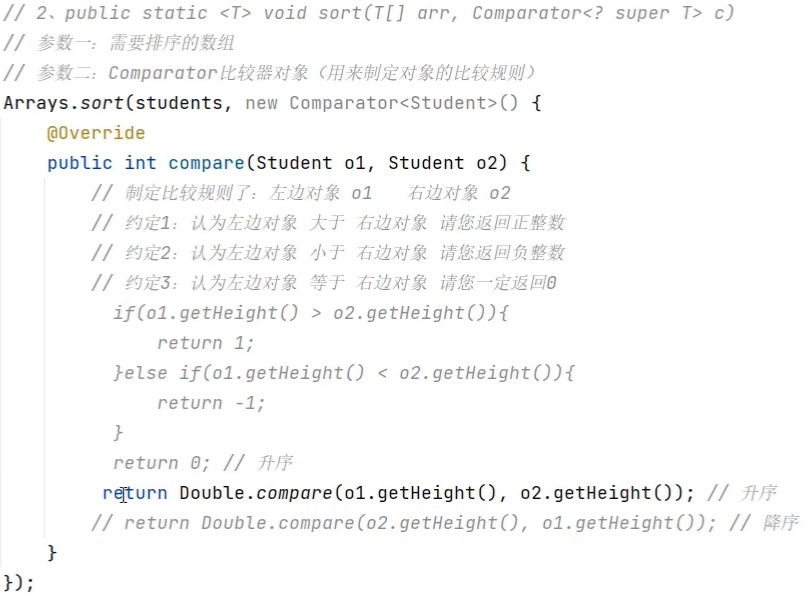 // 2、public static <T> void sort(T[] arr, Comparator<? super T> c)
// 参数一：需要排序的数组
// 参数二：Comparator比较器对象（用来制定对象的比较规则）
Arrays.sort(students, new Comparator<Student>() {
    @Override
    public int compare(Student o1, Student o2) {
        // 制定比较规则了：左边对象 o1   右边对象 o2
        // 约定1：认为左边对象 大于 右边对象 请您返回正整数
        // 约定2：认为左边对象 小于 右边对象 请您返回负整数
        // 约定3：认为左边对象 等于 右边对象 请您一定返回0
          if(o1.getHeight() > o2.getHeight()){
              return 1;
          }else if(o1.getHeight() < o2.getHeight()){
              return -1;
          }
          return 0; // 升序
         return Double.compare(o1.getHeight(), o2.getHeight()); // 升序
        // return Double.compare(o2.getHeight(), o1.getHeight()); // 降序
    }
});